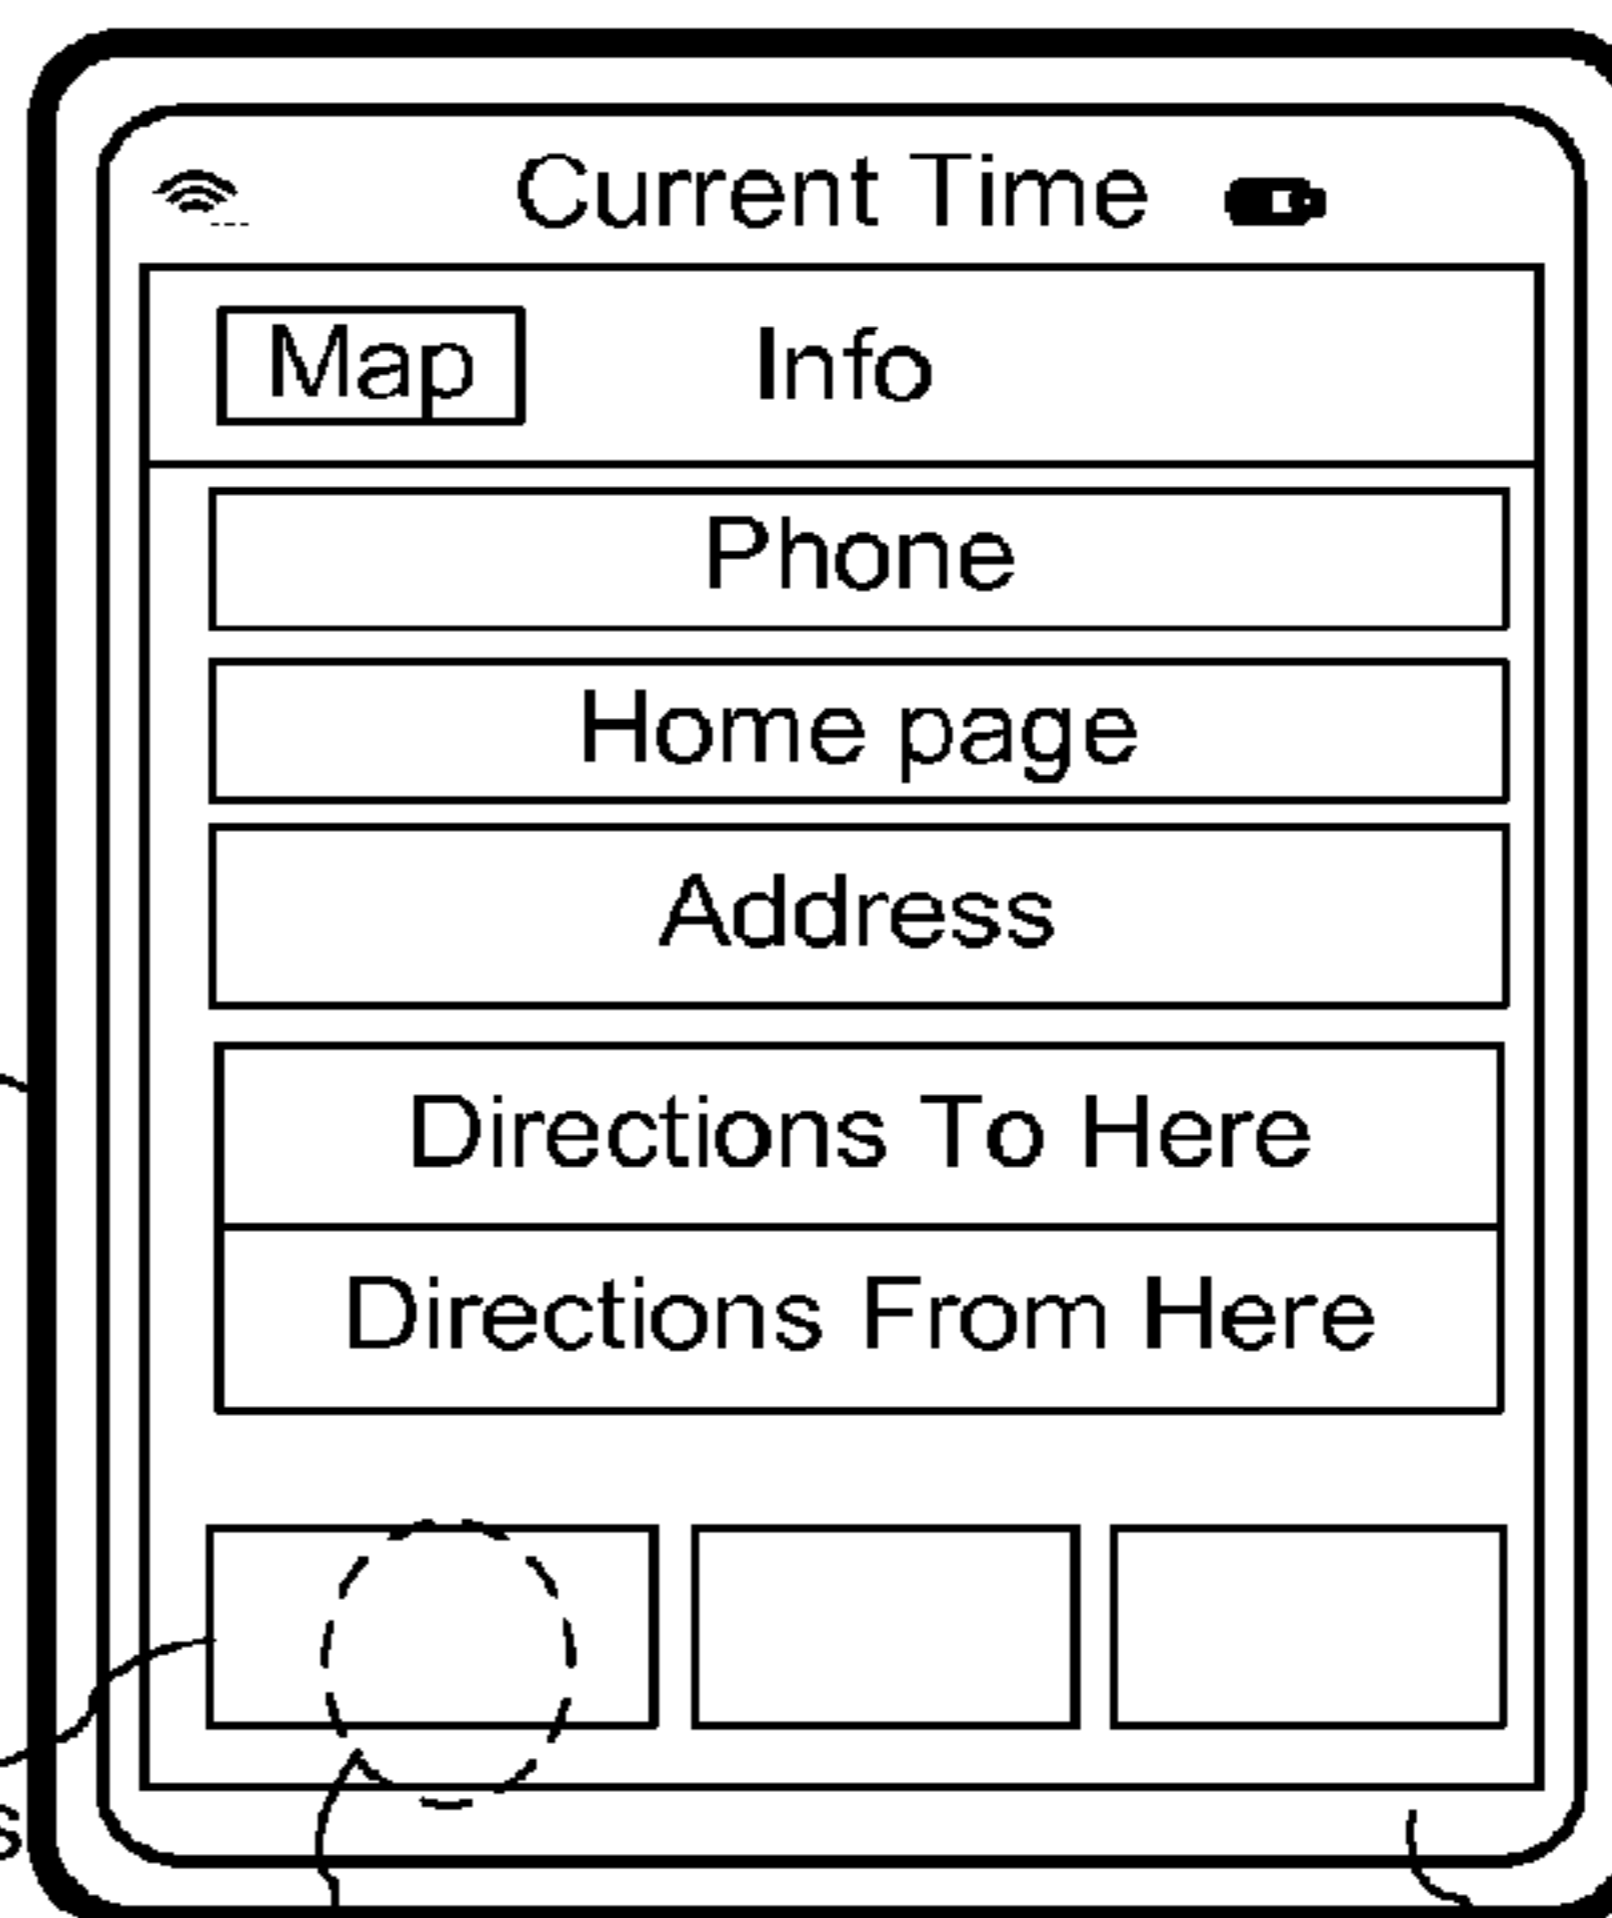 Current Time
Map Info
Phone
Home page
Address
Directions To Here
Directions From Here
s